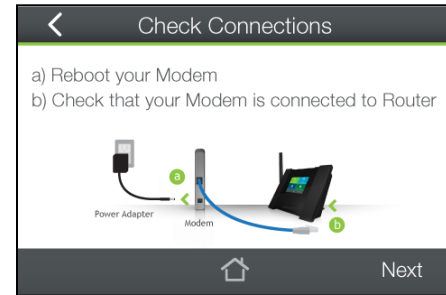 Check Connections
a) Reboot your Modem
b) Check that your Modem is connected to Router
a
Power Adapter
Modem
b
Next